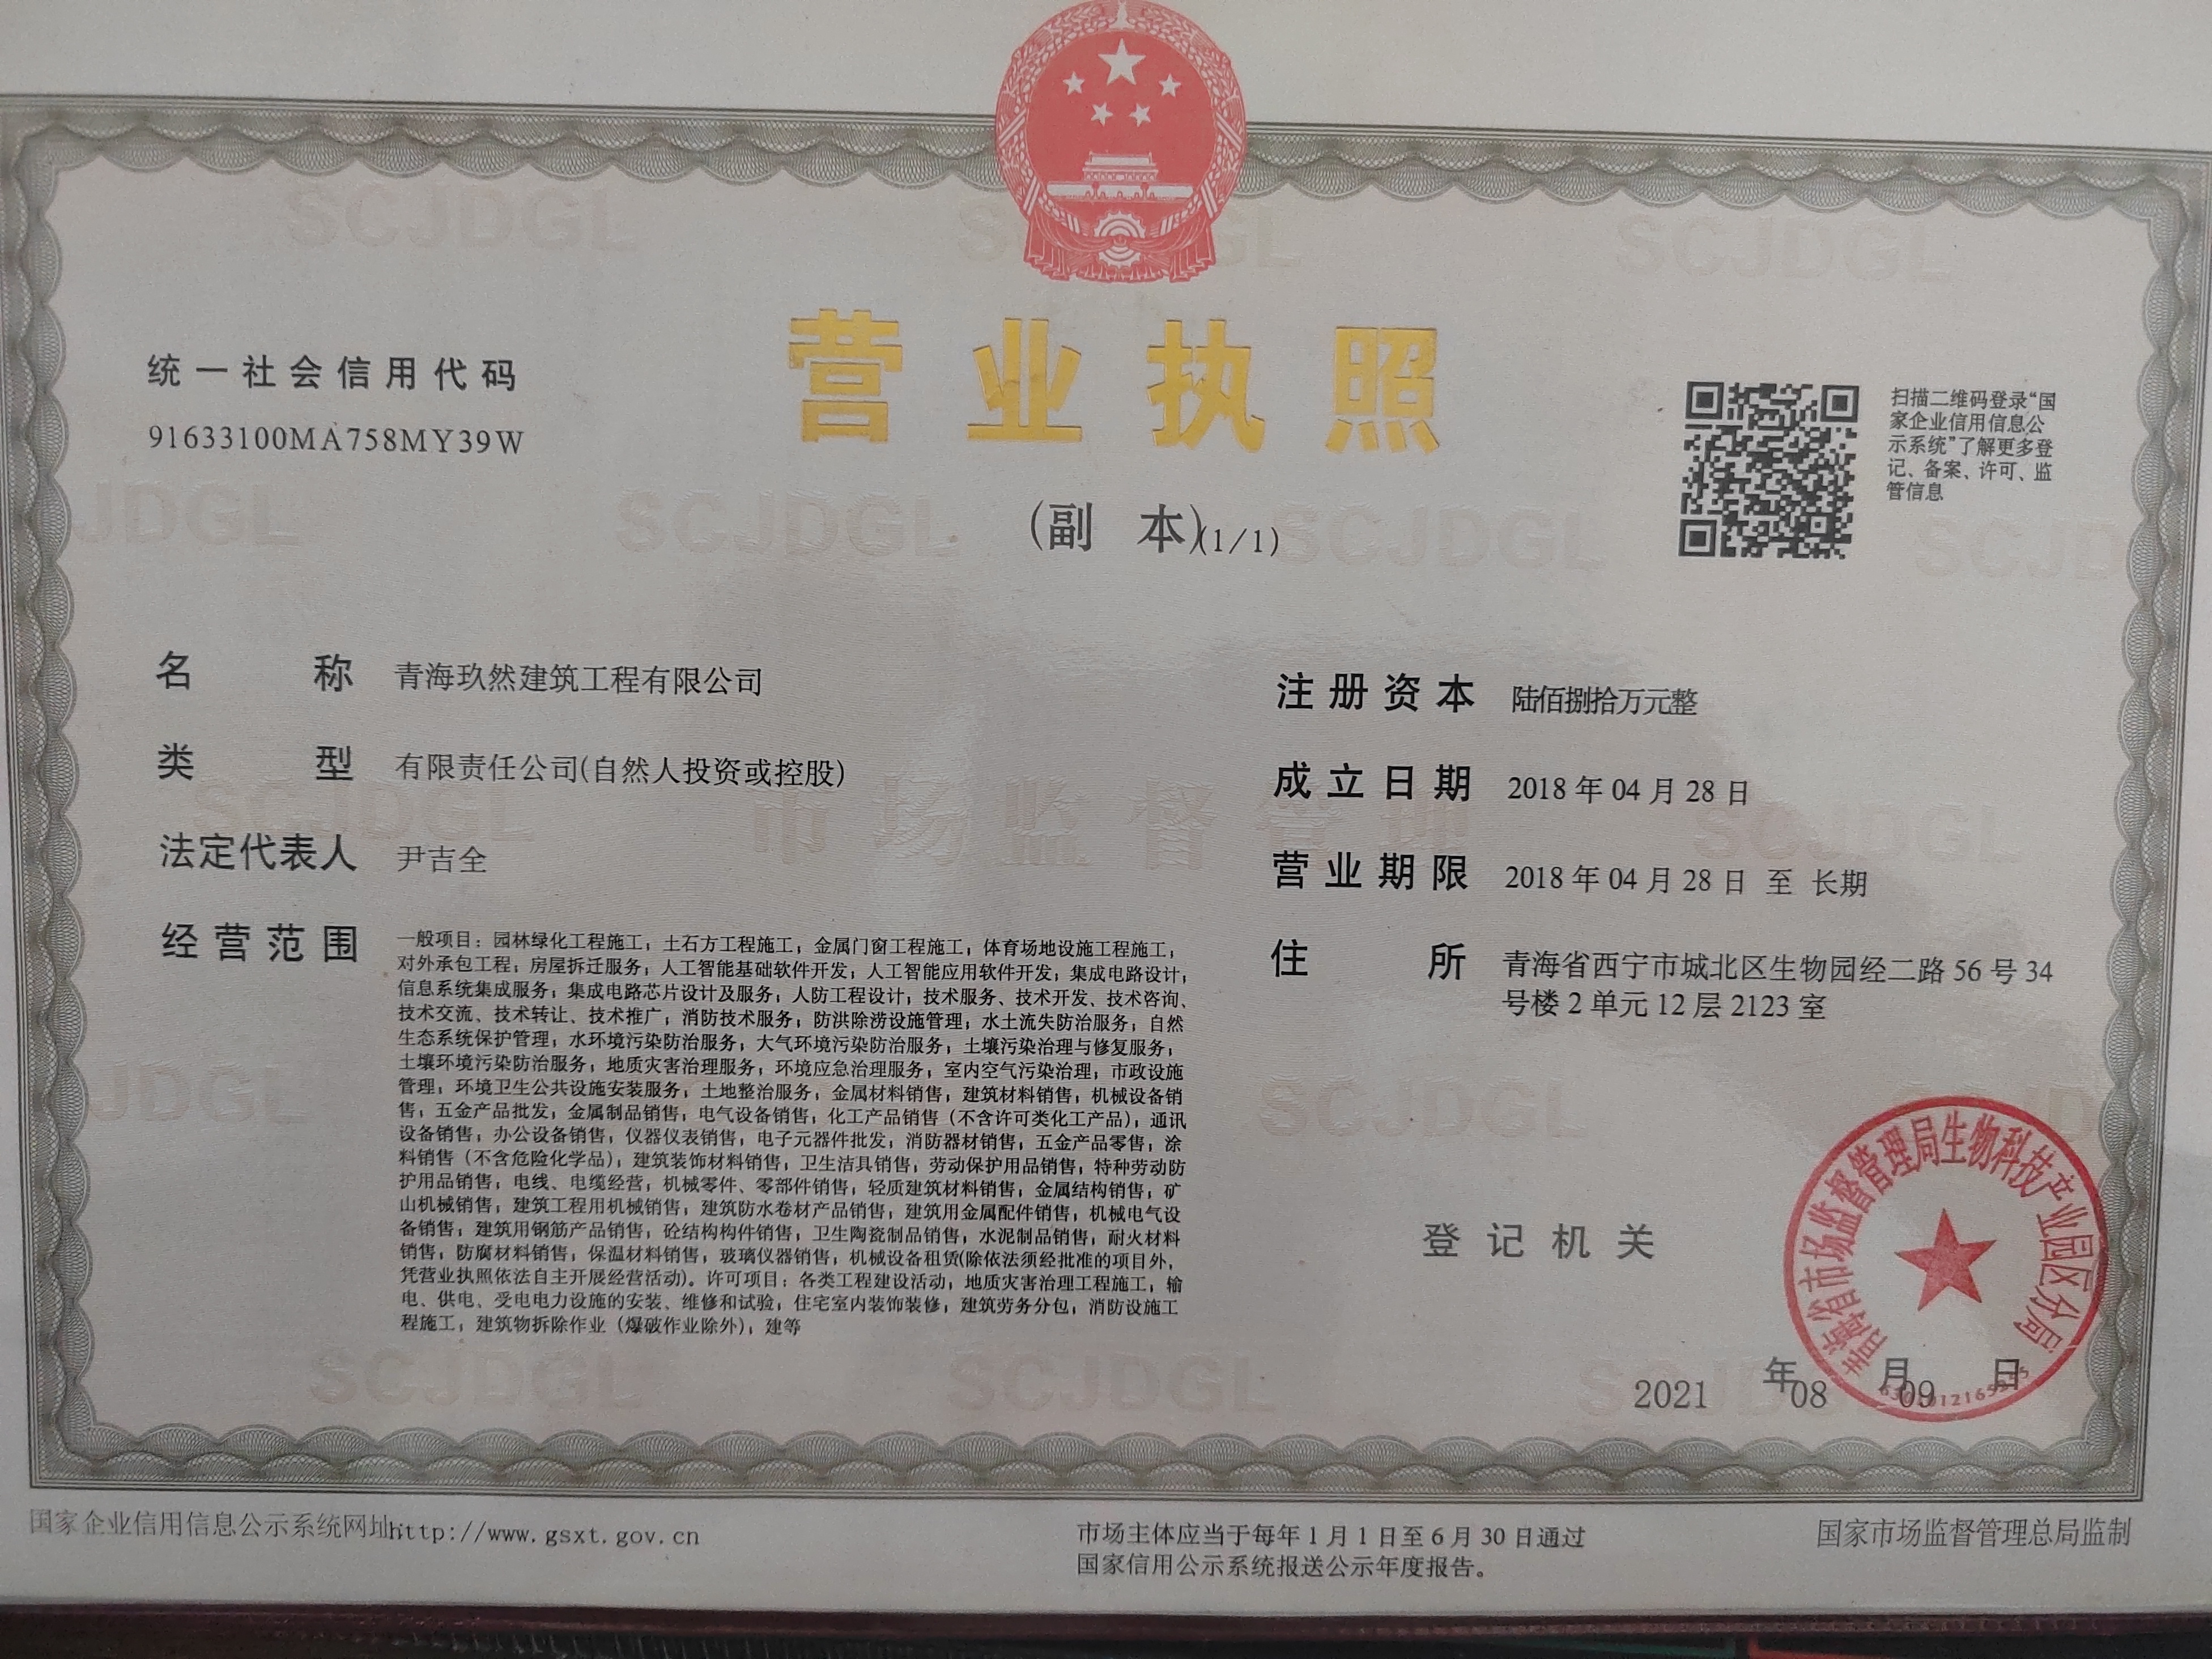 统一社会信用代码
91633100MA758MY39W
营业执照
(副 本)(1/1)
扫描二维码登录“国
家企业信用信息公
示系统”了解更多登
记、备案、许可、监
管信息
名 称 青海玖然建筑工程有限公司
类 型 有限责任公司(自然人投资或控股)
法定代表人 尹吉全
经营范围 一般项目：园林绿化工程施工；土石方工程施工；金属门窗工程施工；体育场地设施工程施工；
对外承包工程；房屋拆迁服务；人工智能基础软件开发；人工智能应用软件开发；集成电路设计；
信息系统集成服务；集成电路芯片设计及服务；人防工程设计；技术服务、技术开发、技术咨询、
技术交流、技术转让、技术推广；消防技术服务；防洪除涝设施管理；水土流失防治服务；自然
生态系统保护管理；水环境污染防治服务；大气环境污染防治服务；土壤污染治理与修复服务；
土壤环境污染防治服务；地质灾害治理服务；环境应急治理服务；室内空气污染治理；市政设施
管理；环境卫生公共设施安装服务；土地整治服务；金属材料销售；建筑材料销售；机械设备销
售；五金产品批发；金属制品销售；电气设备销售；化工产品销售（不含许可类化工产品）；通讯
设备销售；办公设备销售；仪器仪表销售；电子元器件批发；消防器材销售；五金产品零售；涂
料销售（不含危险化学品）；建筑装饰材料销售；卫生洁具销售；劳动保护用品销售；特种劳动防
护用品销售；电线、电缆经营；机械零件、零部件销售；轻质建筑材料销售；金属结构销售；矿
山机械销售；建筑工程用机械销售；建筑防水卷材产品销售；建筑用金属配件销售；机械电气设
备销售；建筑用钢筋产品销售；砼结构构件销售；卫生陶瓷制品销售；水泥制品销售；耐火材料
销售；防腐材料销售；保温材料销售；玻璃仪器销售；机械设备租赁(除依法须经批准的项目外，
凭营业执照依法自主开展经营活动)。许可项目：各类工程建设活动；地质灾害治理工程施工；输
电、供电、受电电力设施的安装、维修和试验；住宅室内装饰装修；建筑劳务分包；消防设施工
程施工；建筑物拆除作业（爆破作业除外）；建等
注册资本 陆佰捌拾万元整
成立日期 2018年04月28日
营业期限 2018年04月28日 至 长期
住 所 青海省西宁市城北区生物园经二路56号34
号楼2单元12层2123室
市场监督管理
SCJDGL
登记机关
青海省市场监督管理局生物科技产业园区分局
2021年08月09日
国家企业信用信息公示系统网址：http://www.gsxt.gov.cn
市场主体应当于每年1月1日至6月30日通过
国家信用公示系统报送公示年度报告。
国家市场监督管理总局监制